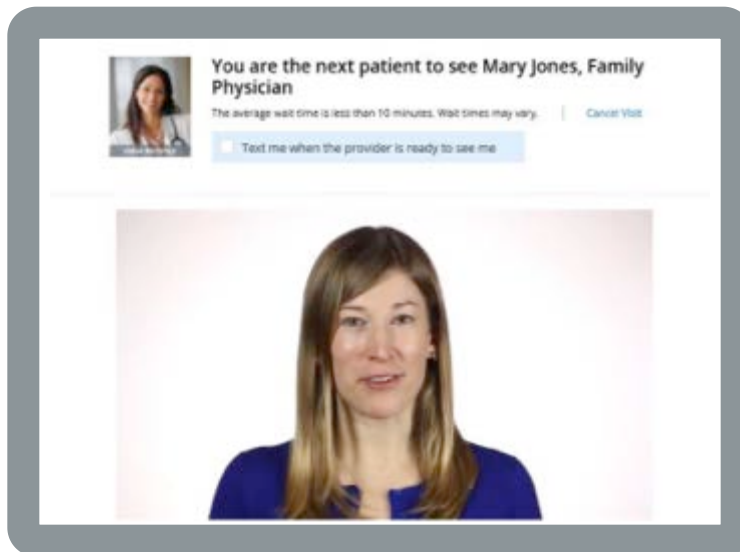 You are the next patient to see Mary Jones, Family
Physician
The average wait time is less than 10 minutes. Wait times may vary. | Cancel Visit
Text me when the provider is ready to see me